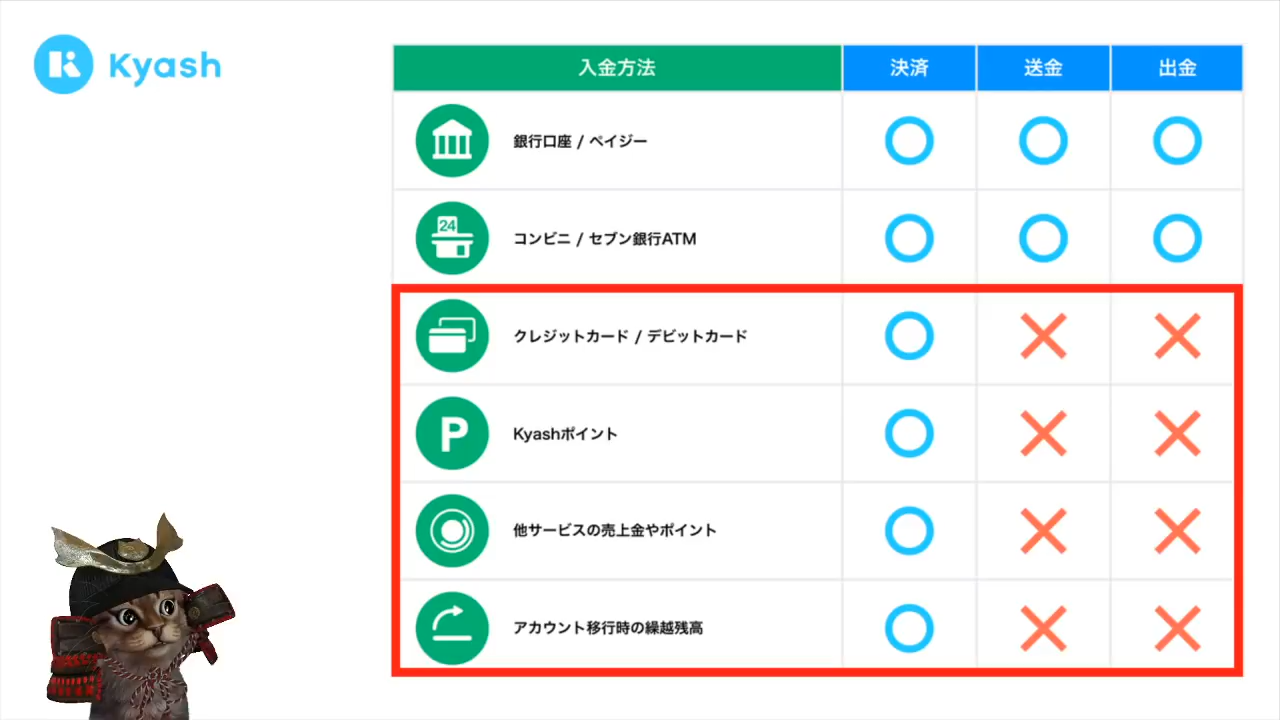 Kyash
入金方法 決済 送金 出金
銀行口座 / ペイジー
24
コンビニ / セブン銀行ATM
クレジットカード / デビットカード
P
Kyashポイント
他サービスの売上金やポイント
アカウント移行時の繰越残高